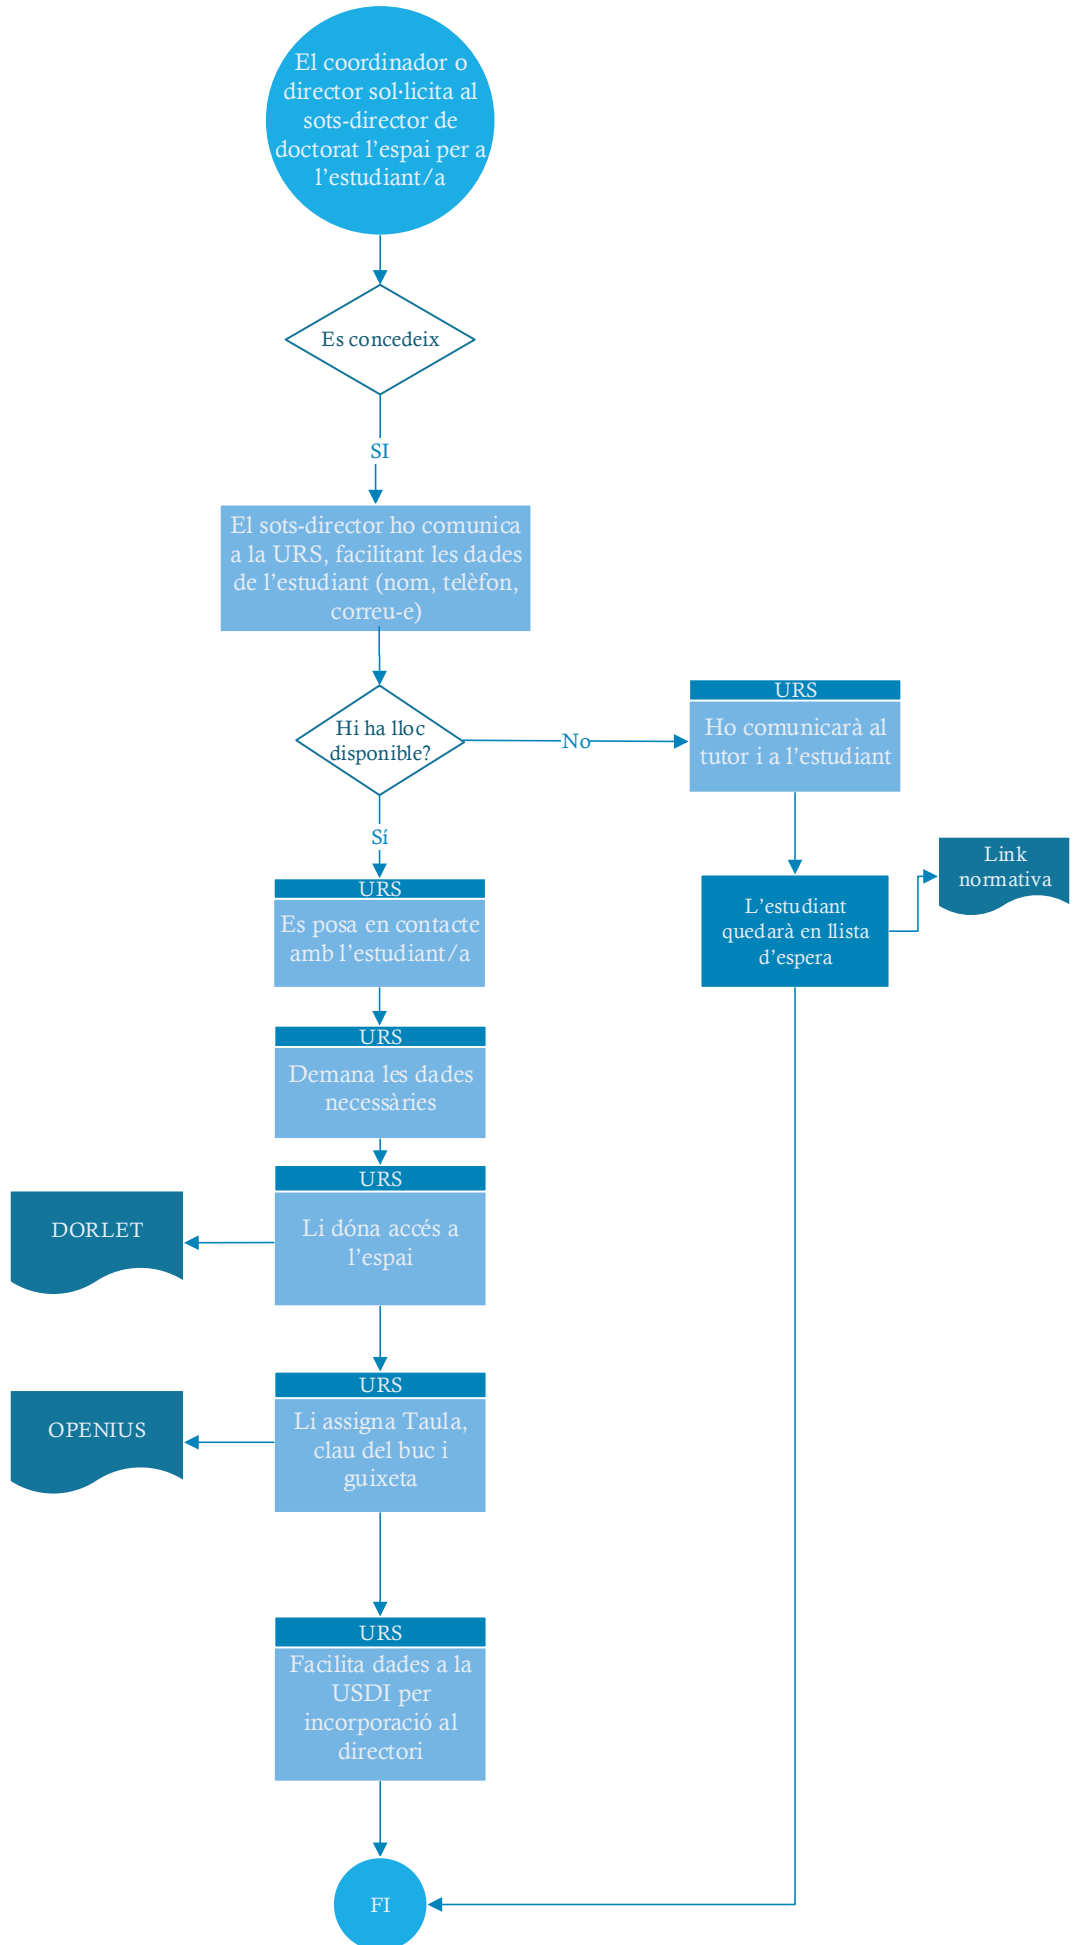 El coordinador o
director sol·licita al
sots-director de
doctorat l’espai per a
l’estudiant/a
Es concedeix
SI
El sots-director ho comunica
a la URS, facilitant les dades
de l’estudiant (nom, telèfon,
correu-e)
Hi ha lloc
disponible?
No
URS
Ho comunicarà al
tutor i a l’estudiant
Sí
Link
normativa
L’estudiant
quedarà en llista
d’espera
URS
Es posa en contacte
amb l’estudiant/a
URS
Demana les dades
necessàries
URS
Li dóna accés a
l’espai
DORLET
URS
Li assigna Taula,
clau del buc i
guixeta
OPENIUS
URS
Facilita dades a la
USDI per
incorporació al
directori
FI